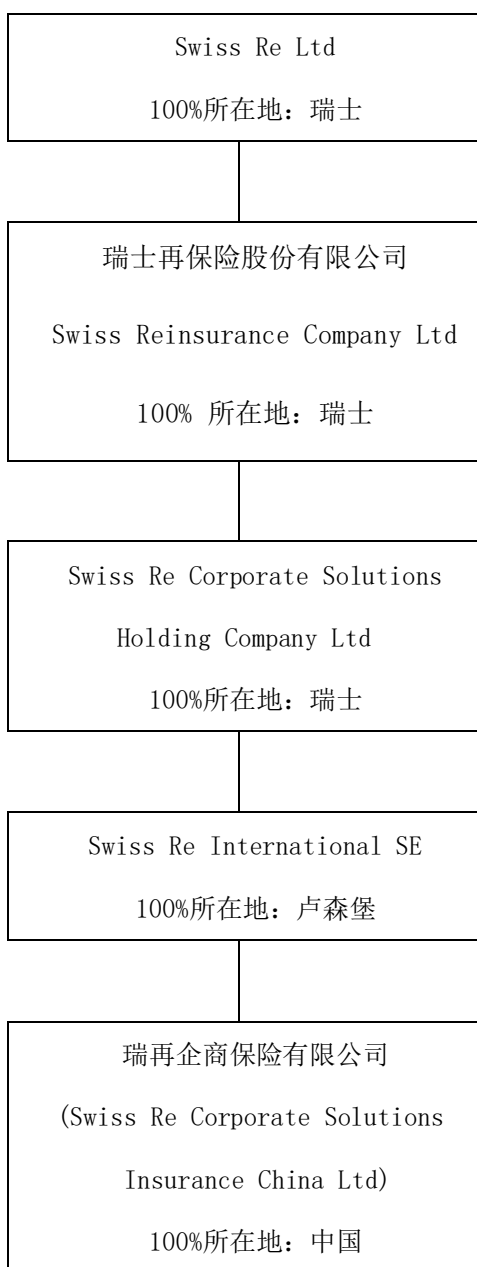 Swiss Re Ltd
100%所在地：瑞士
瑞士再保险股份有限公司
Swiss Reinsurance Company Ltd
100% 所在地：瑞士
Swiss Re Corporate Solutions
Holding Company Ltd
100%所在地：瑞士
Swiss Re International SE
100%所在地：卢森堡
瑞再企商保险有限公司
(Swiss Re Corporate Solutions
Insurance China Ltd)
100%所在地：中国